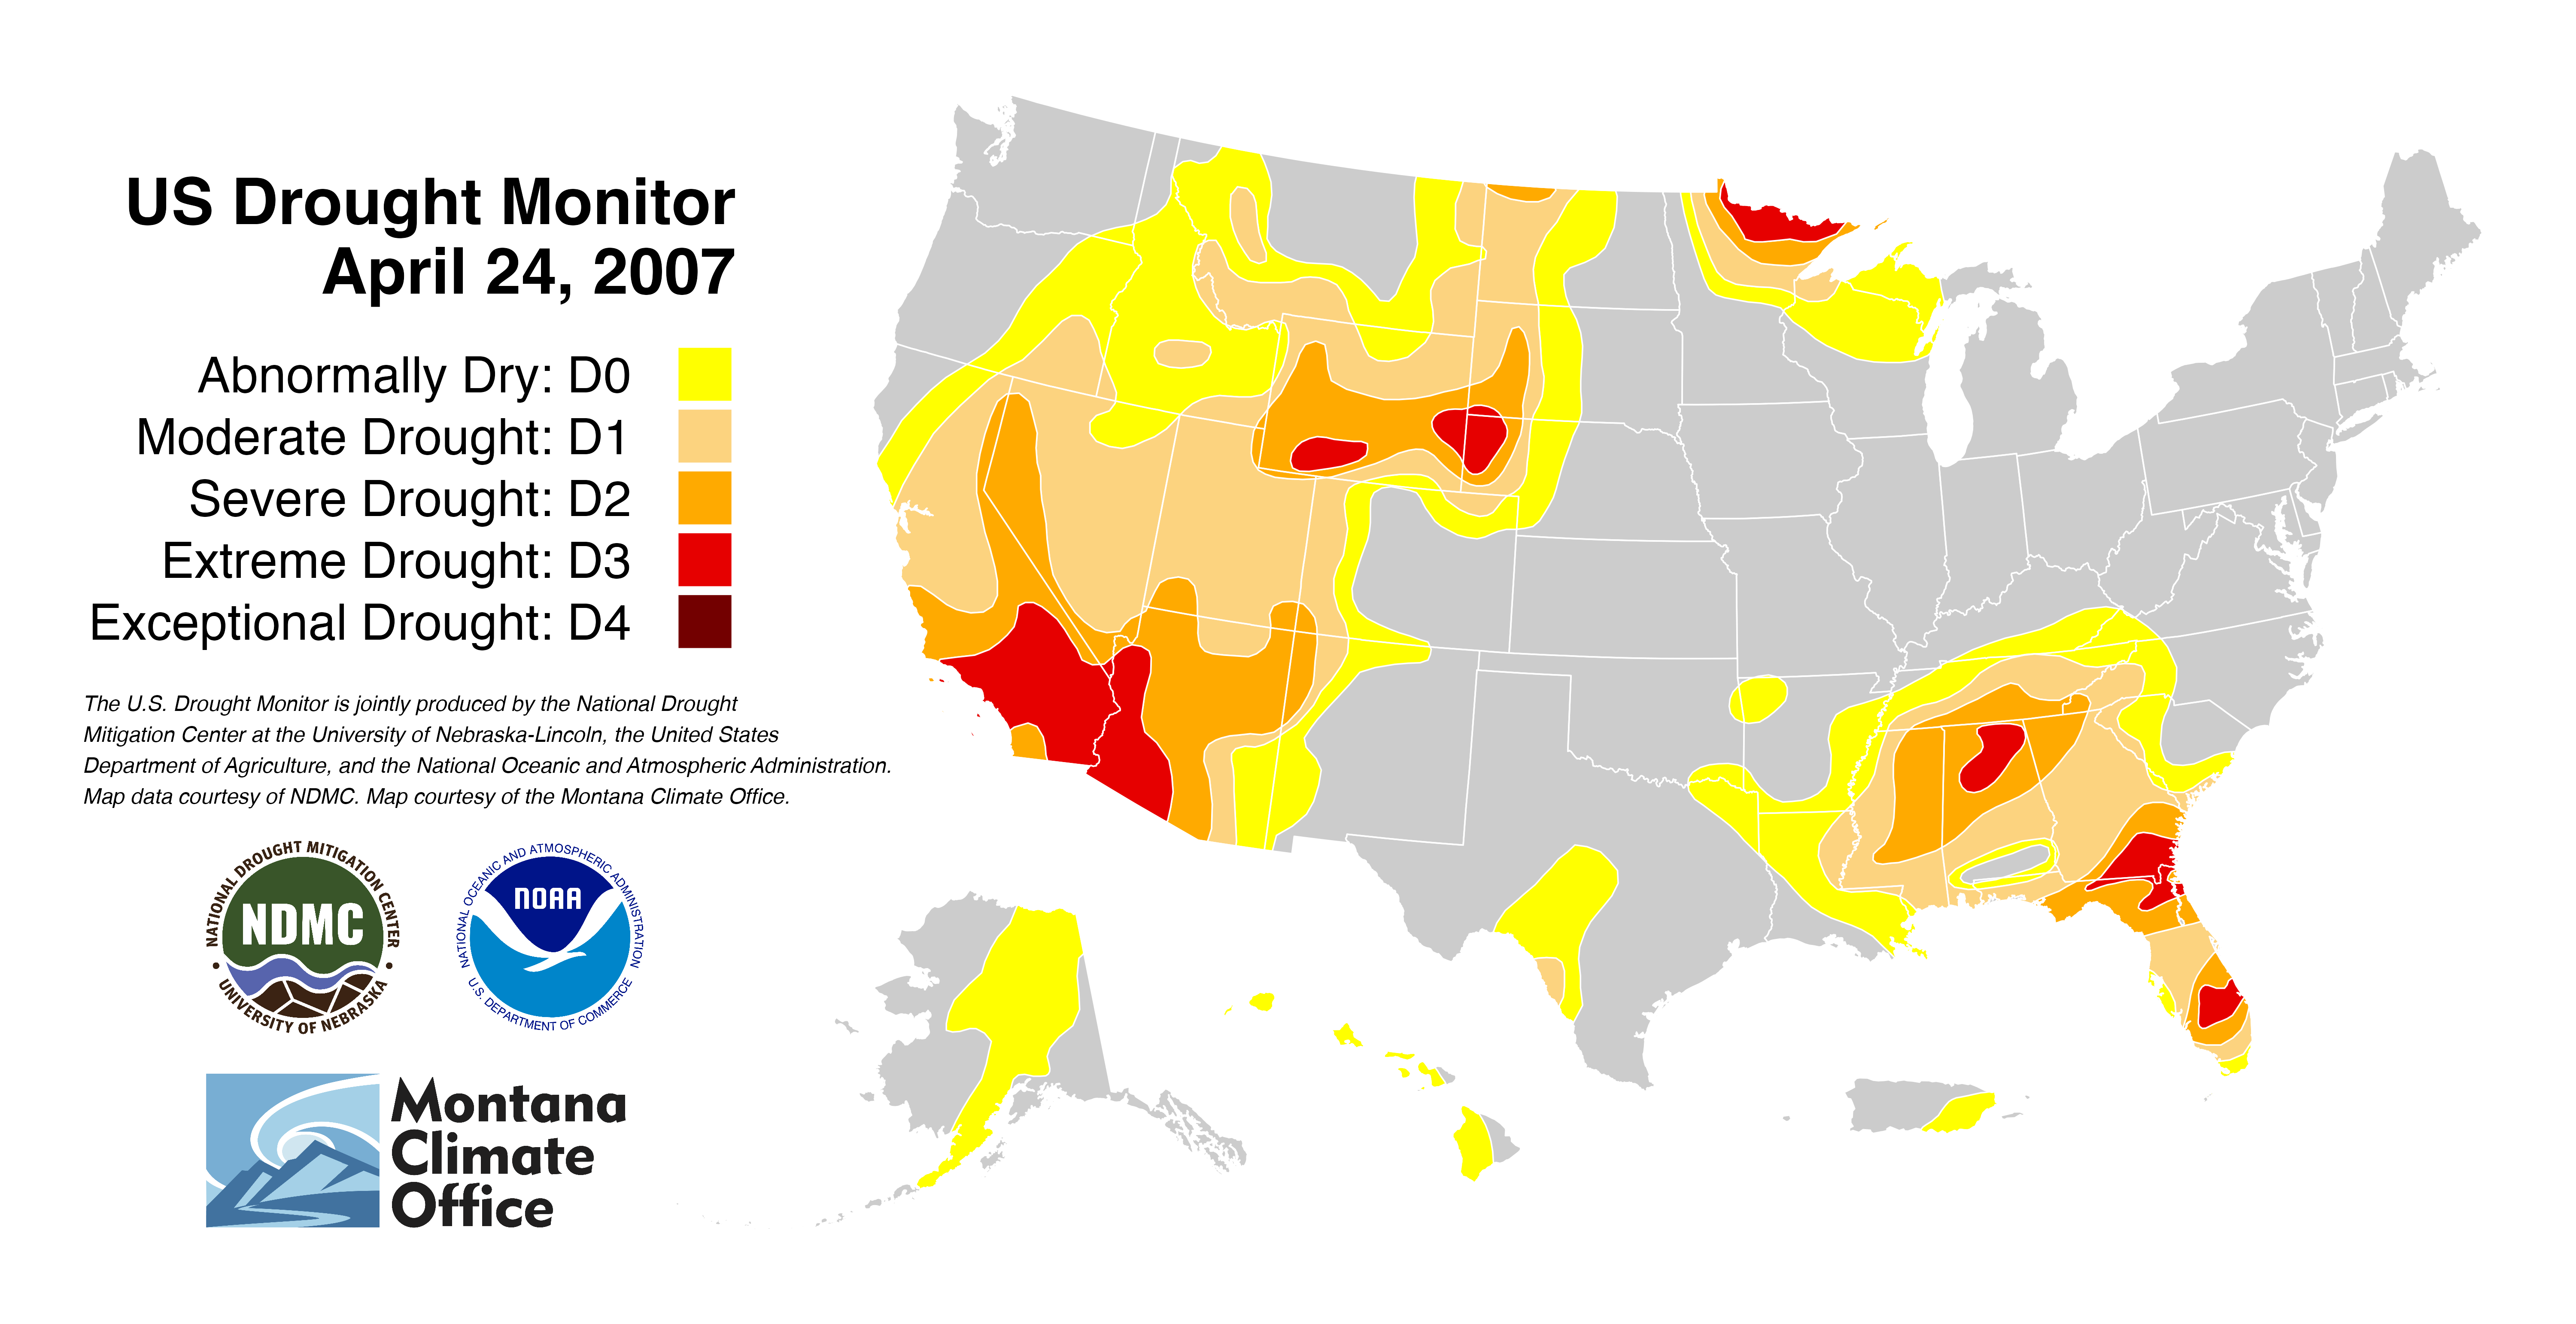 US Drought Monitor
April 24, 2007
Abnormally Dry: D0
Moderate Drought: D1
Severe Drought: D2
Extreme Drought: D3
Exceptional Drought: D4
The U.S. Drought Monitor is jointly produced by the National Drought
Mitigation Center at the University of Nebraska-Lincoln, the United States
Department of Agriculture, and the National Oceanic and Atmospheric Administration.
Map data courtesy of NDMC. Map courtesy of the Montana Climate Office.
NATIONAL DROUGHT MITIGATION CENTER
NDMC
• UNIVERSITY OF NEBRASKA •
NATIONAL OCEANIC AND ATMOSPHERIC ADMINISTRATION
NOAA
U.S. DEPARTMENT OF COMMERCE
Montana
Climate
Office